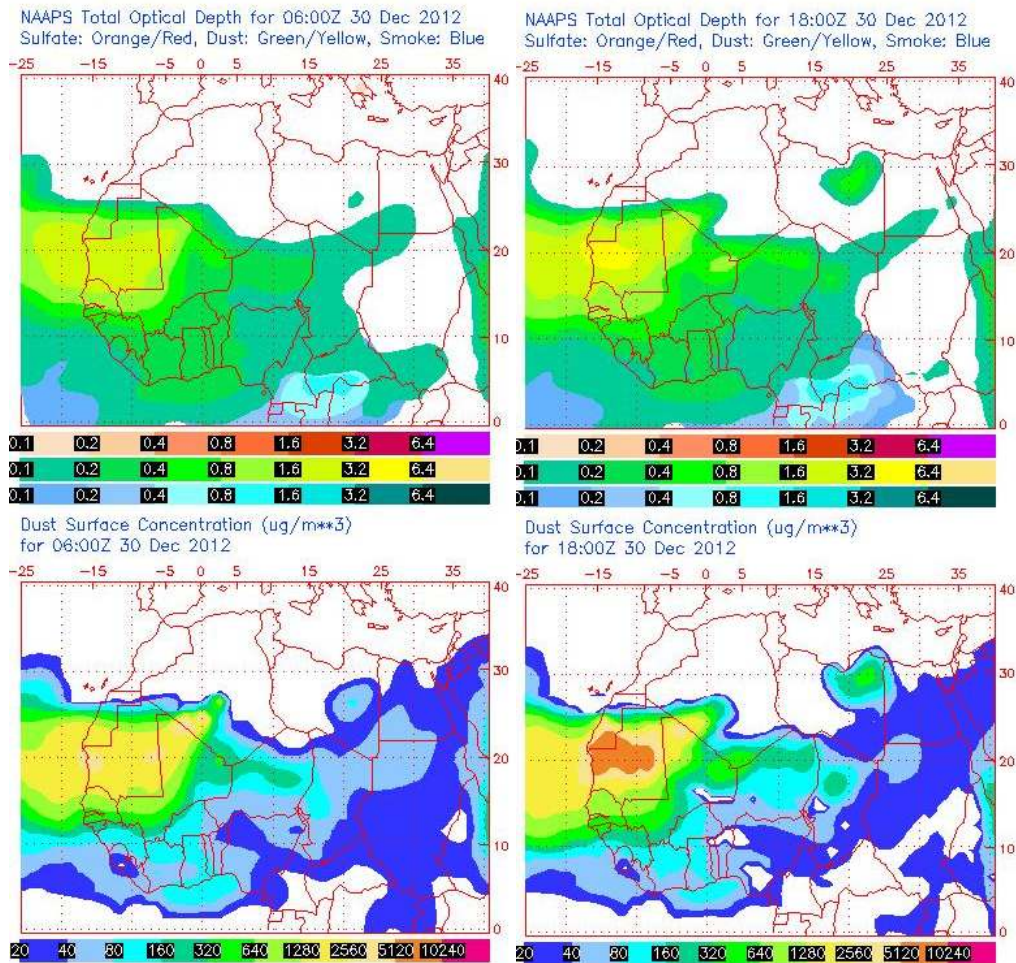 NAAPS Total Optical Depth for 06:00Z 30 Dec 2012
Sulfate: Orange/Red, Dust: Green/Yellow, Smoke: Blue
-15 -5 0 5 15 25 35
40
30
20
10
0
0.1 0.2 0.4 0.8 1.6 3.2 6.4
0.1 0.2 0.4 0.8 1.6 3.2 6.4
0.1 0.2 0.4 0.8 1.6 3.2 6.4
NAAPS Total Optical Depth for 18:00Z 30 Dec 2012
Sulfate: Orange/Red, Dust: Green/Yellow, Smoke: Blue
-15 -5 0 5 15 25 35
40
30
20
10
0
0.1 0.2 0.4 0.8 1.6 3.2 6.4
0.1 0.2 0.4 0.8 1.6 3.2 6.4
0.1 0.2 0.4 0.8 1.6 3.2 6.4
Dust Surface Concentration (ug/m**3)
for 06:00Z 30 Dec 2012
-15 -5 0 5 15 25 35
40
30
20
10
0
20 40 80 160 320 640 1280 2560 5120 10240
Dust Surface Concentration (ug/m**3)
for 18:00Z 30 Dec 2012
-15 -5 0 5 15 25 35
40
30
20
10
0
20 40 80 160 320 640 1280 2560 5120 10240